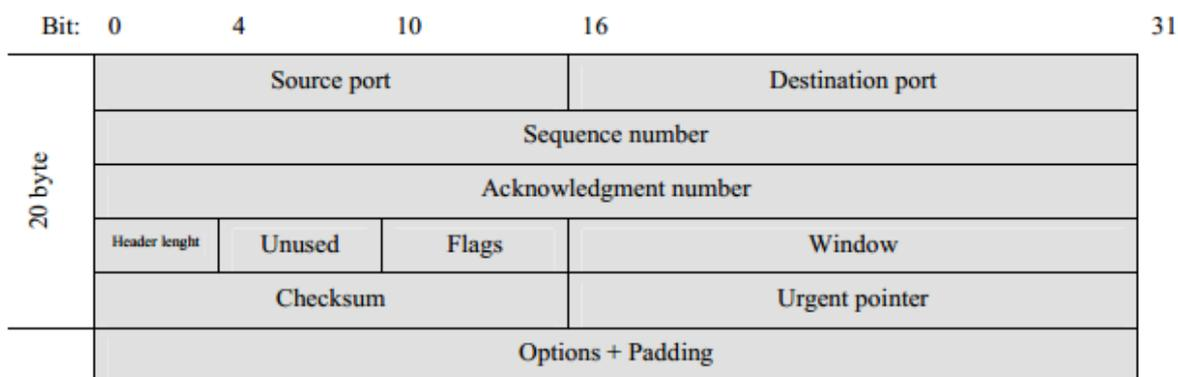 Bit: 0 4 10 16 31
Source port Destination port
Sequence number
20 byte
Acknowledgment number
Header lenght Unused Flags Window
Checksum Urgent pointer
Options + Padding